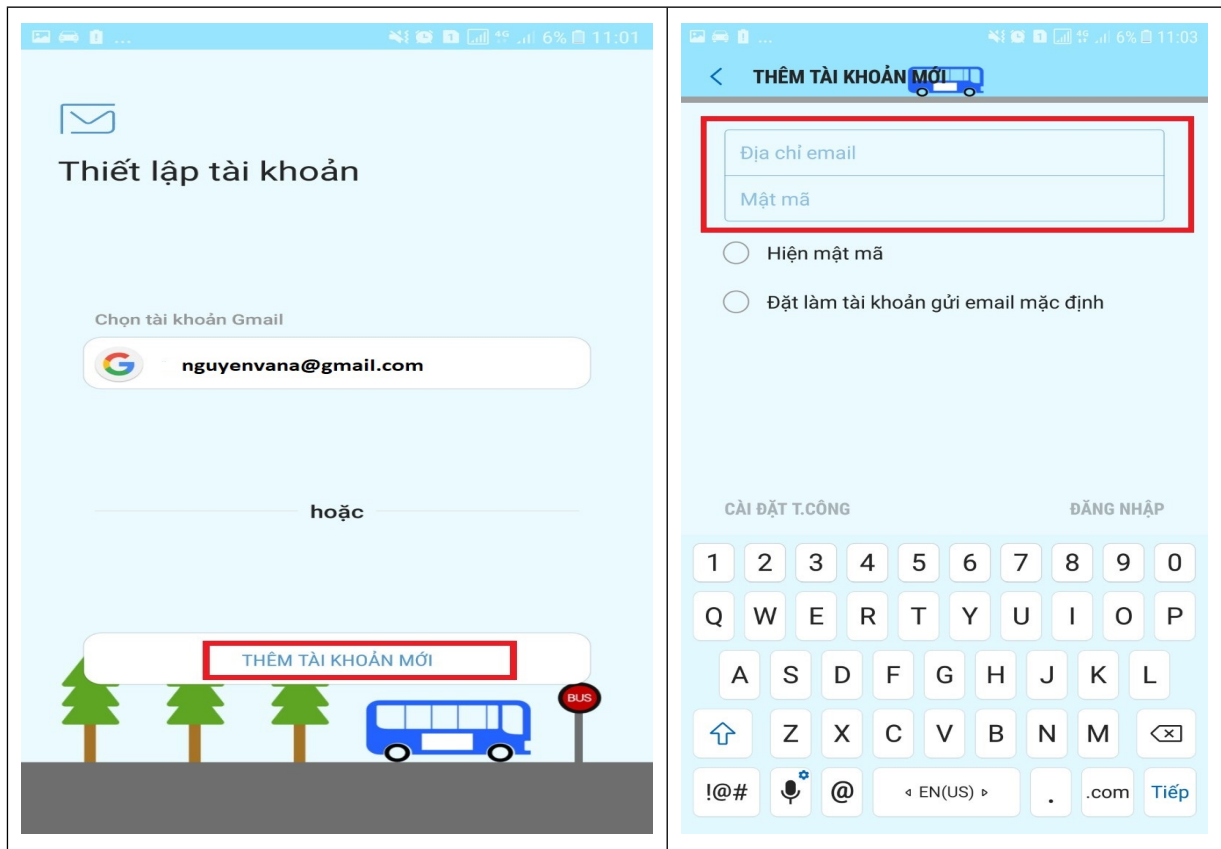 ... 4G 6% 11:01
Thiết lập tài khoản
Chọn tài khoản Gmail
G nguyenvana@gmail.com
hoặc
THÊM TÀI KHOẢN MỚI
BUS
... 1 4G 6% 11:03
< THÊM TÀI KHOẢN MỚI
Địa chỉ email
Mật mã
Hiện mật mã
Đặt làm tài khoản gửi email mặc định
CÀI ĐẶT T.CÔNG ĐĂNG NHẬP
1 2 3 4 5 6 7 8 9 0
Q W E R T Y U I O P
A S D F G H J K L
Z X C V B N M
!@# @ EN(US) . .com Tiếp